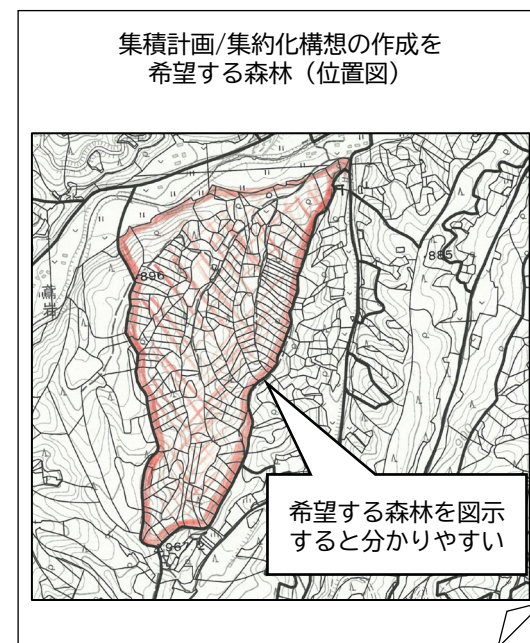 集積計画/集約化構想の作成を
希望する森林（位置図）
896
885
希望する森林を図示
すると分かりやすい